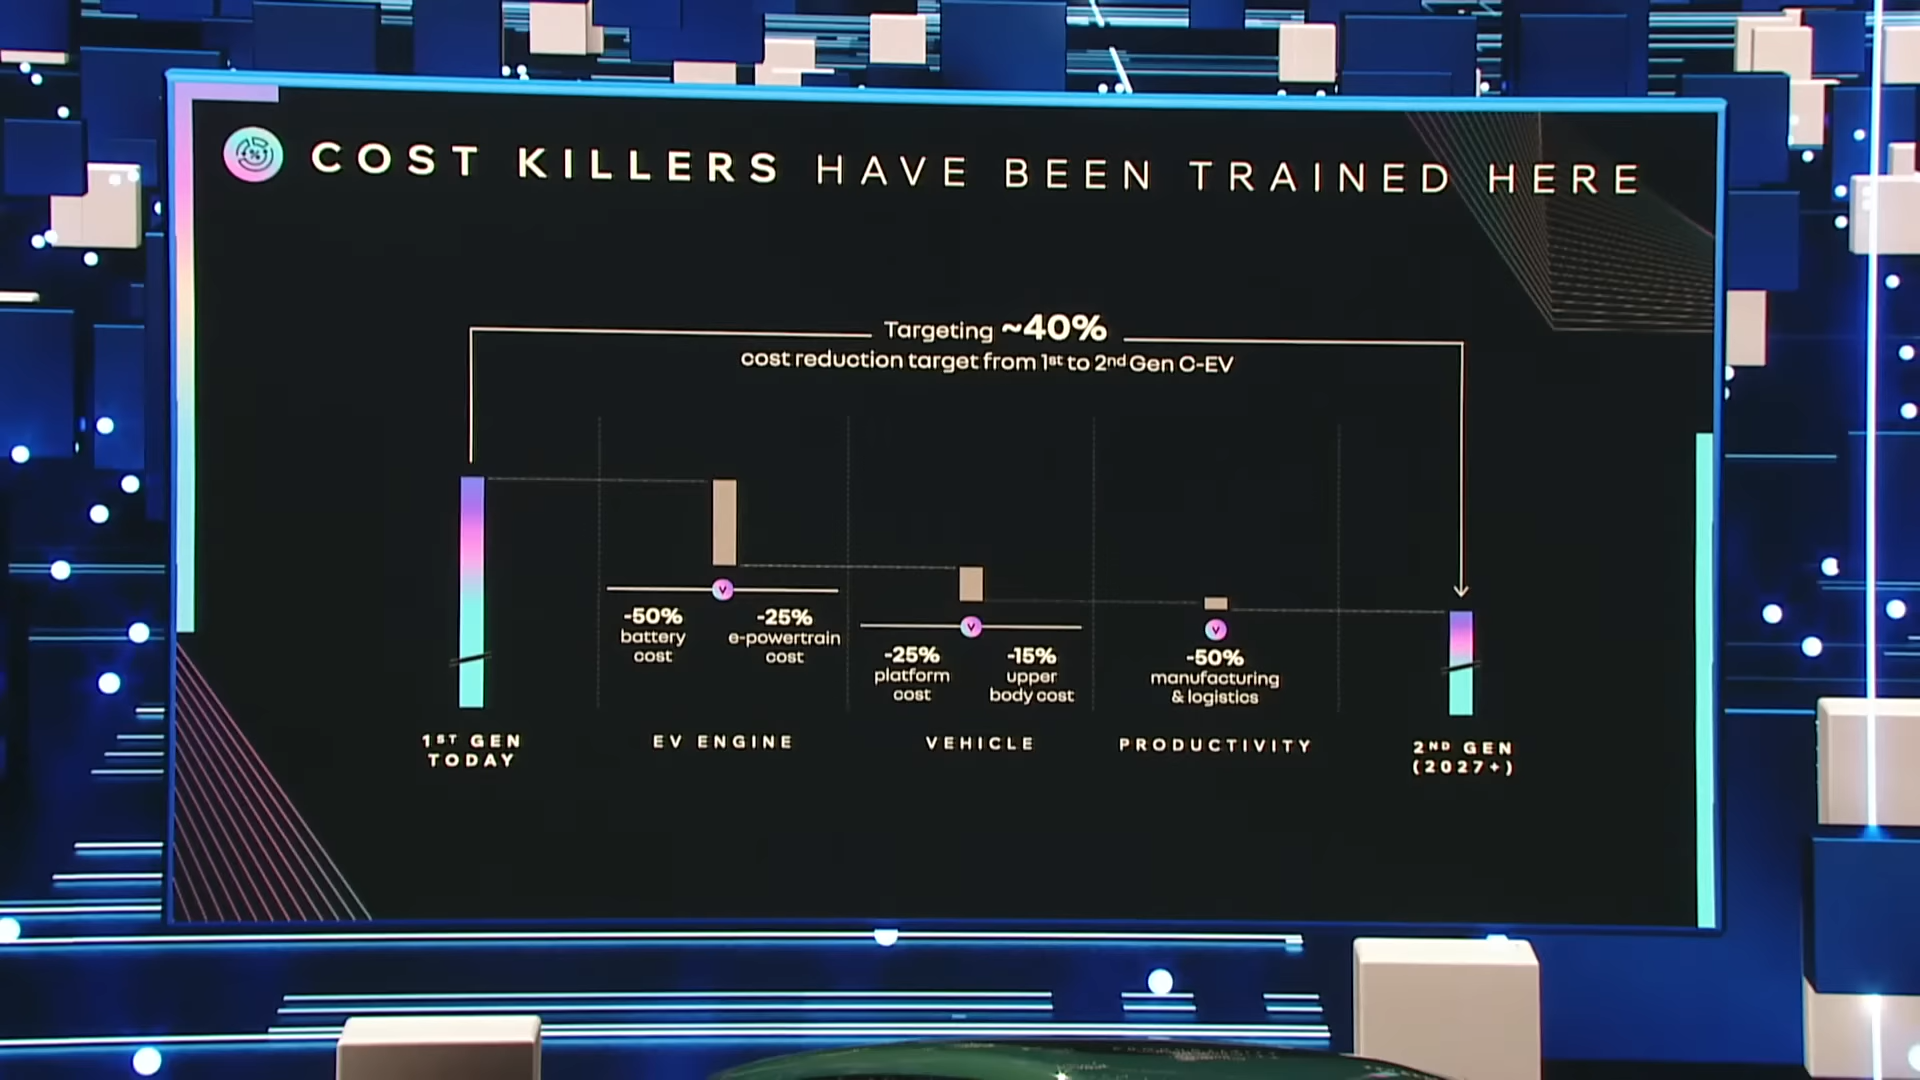 COST KILLERS HAVE BEEN TRAINED HERE
Targeting ~40%
cost reduction target from 1st to 2nd Gen C-EV
-50%
battery
cost
-25%
e-powertrain
cost
-25%
platform
cost
-15%
upper
body cost
-50%
manufacturing
& logistics
1ST GEN
TODAY
EV ENGINE
VEHICLE
PRODUCTIVITY
2ND GEN
(2027+)